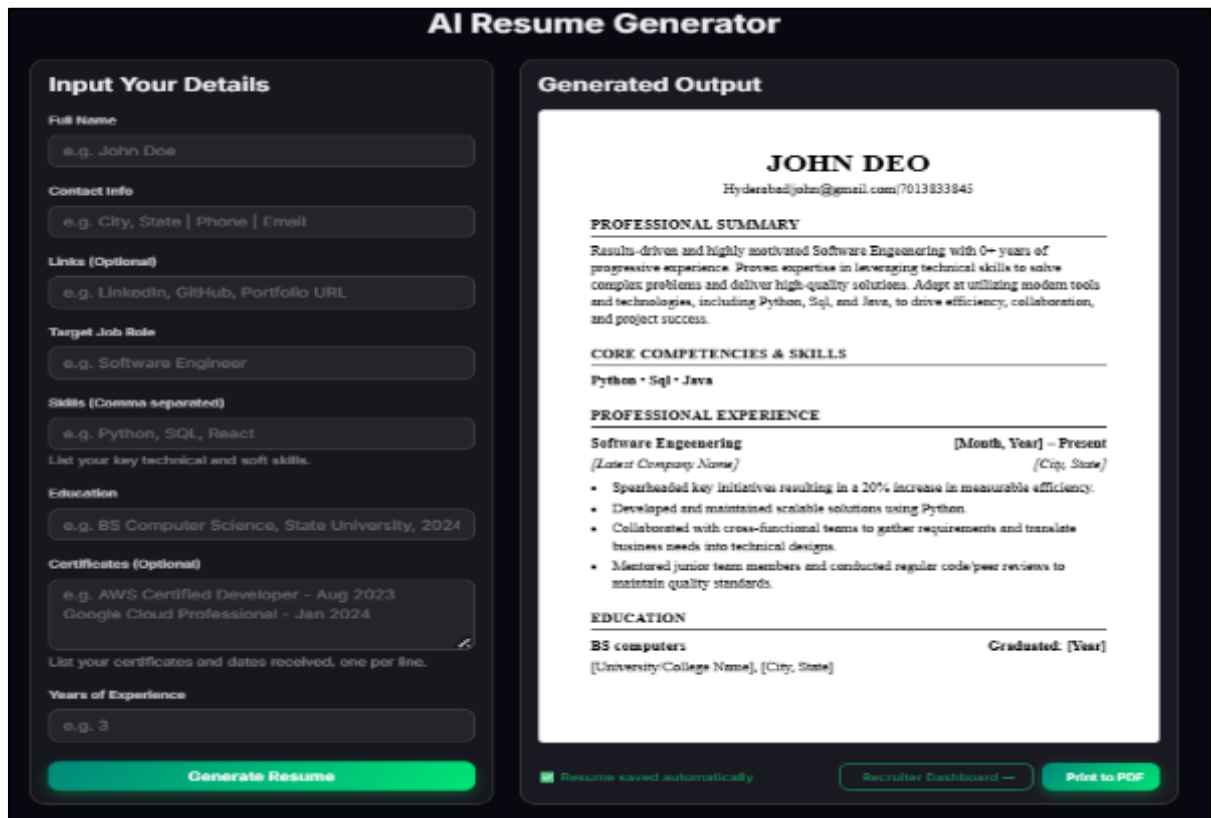 AI Resume Generator
Input Your Details
Full Name
e.g. John Doe
Contact Info
e.g. City, State | Phone | Email
Links (Optional)
e.g. LinkedIn, GitHub, Portfolio URL
Target Job Role
e.g. Software Engineer
Skills (Comma separated)
e.g. Python, SQL, React
List your key technical and soft skills.
Education
e.g. BS Computer Science, State University, 2024
Certificates (Optional)
e.g. AWS Certified Developer - Aug 2023
Google Cloud Professional - Jan 2024
List your certificates and dates received, one per line.
Years of Experience
e.g. 3
Generate Resume
Generated Output
JOHN DEO
Hyderabad|john@gmail.com|7013833845
PROFESSIONAL SUMMARY
Results-driven and highly motivated Software Engeenering with 0+ years of
progressive experience. Proven expertise in leveraging technical skills to solve
complex problems and deliver high-quality solutions. Adept at utilizing modern tools
and technologies, including Python, Sql, and Java, to drive efficiency, collaboration,
and project success.
CORE COMPETENCIES & SKILLS
Python • Sql • Java
PROFESSIONAL EXPERIENCE
Software Engeenering [Month, Year] – Present
[Latest Company Name] [City, State]
• Spearheaded key initiatives resulting in a 20% increase in measurable efficiency.
• Developed and maintained scalable solutions using Python.
• Collaborated with cross-functional teams to gather requirements and translate
business needs into technical designs.
• Mentored junior team members and conducted regular code/peer reviews to
maintain quality standards.
EDUCATION
BS computers Graduated: [Year]
[University/College Name], [City, State]
Resume saved automatically
Recruiter Dashboard —
Print to PDF